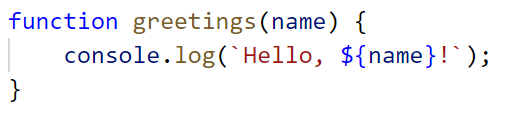 function greetings(name) {
    console.log(`Hello, ${name}!`);
}